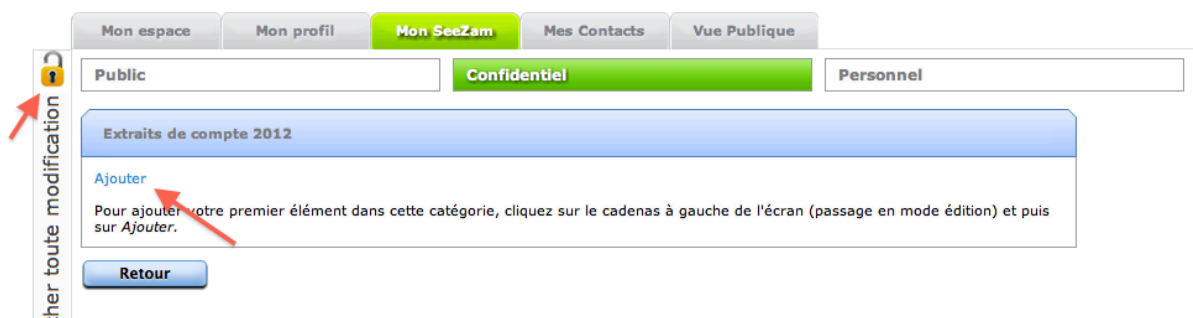 Mon espace Mon profil Mon SeeZam Mes Contacts Vue Publique
Public Confidentiel Personnel
Extraits de compte 2012
Ajouter
Pour ajouter votre premier élément dans cette catégorie, cliquez sur le cadenas à gauche de l'écran (passage en mode édition) et puis
sur Ajouter.
Retour
toute modification